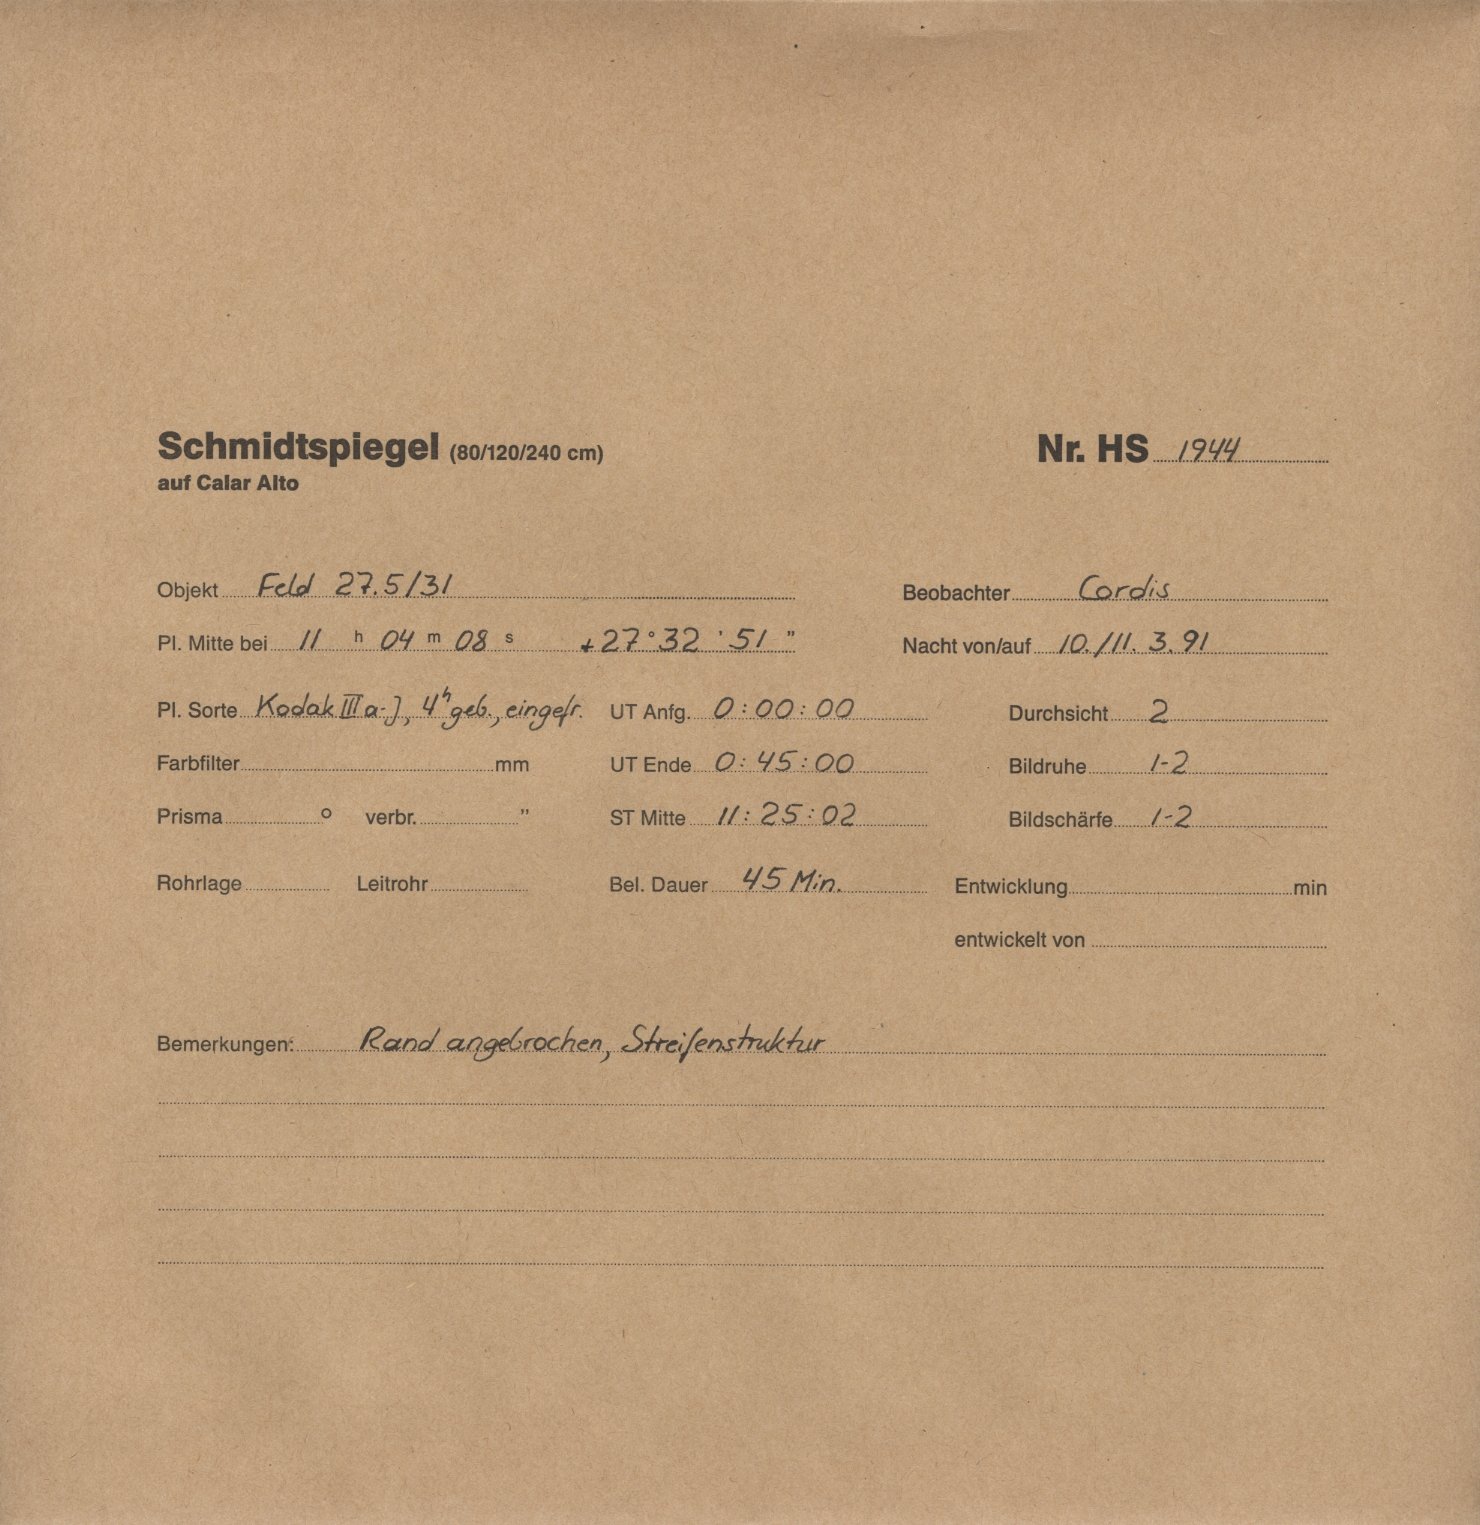 Schmidtspiegel (80/120/240 cm) Nr. HS 1944
auf Calar Alto
Objekt Feld 27.5/31 Beobachter Cordis
Pl. Mitte bei 11 h 04 m 08 s +27° 32 ' 51 " Nacht von/auf 10./11. 3. 91
Pl. Sorte Kodak III a-J, 4h geb., eingefr. UT Anfg. 0:00:00 Durchsicht 2
Farbfilter mm UT Ende 0:45:00 Bildruhe 1-2
Prisma ° verbr. " ST Mitte 11:25:02 Bildschärfe 1-2
Rohrlage Leitrohr Bel. Dauer 45 Min. Entwicklung min
entwickelt von
Bemerkungen: Rand angebrochen, Streifenstruktur